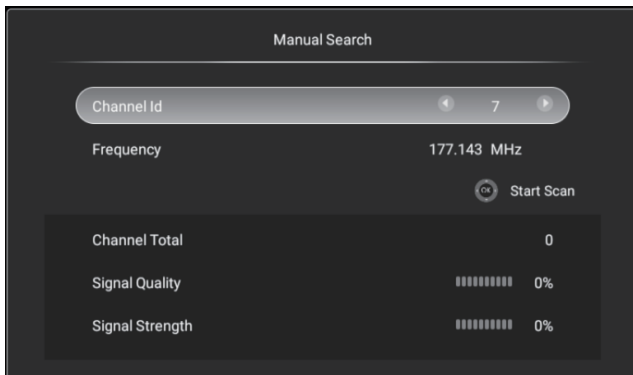 Manual Search
Channel Id 7
Frequency 177.143 MHz
OK Start Scan
Channel Total 0
Signal Quality 0%
Signal Strength 0%